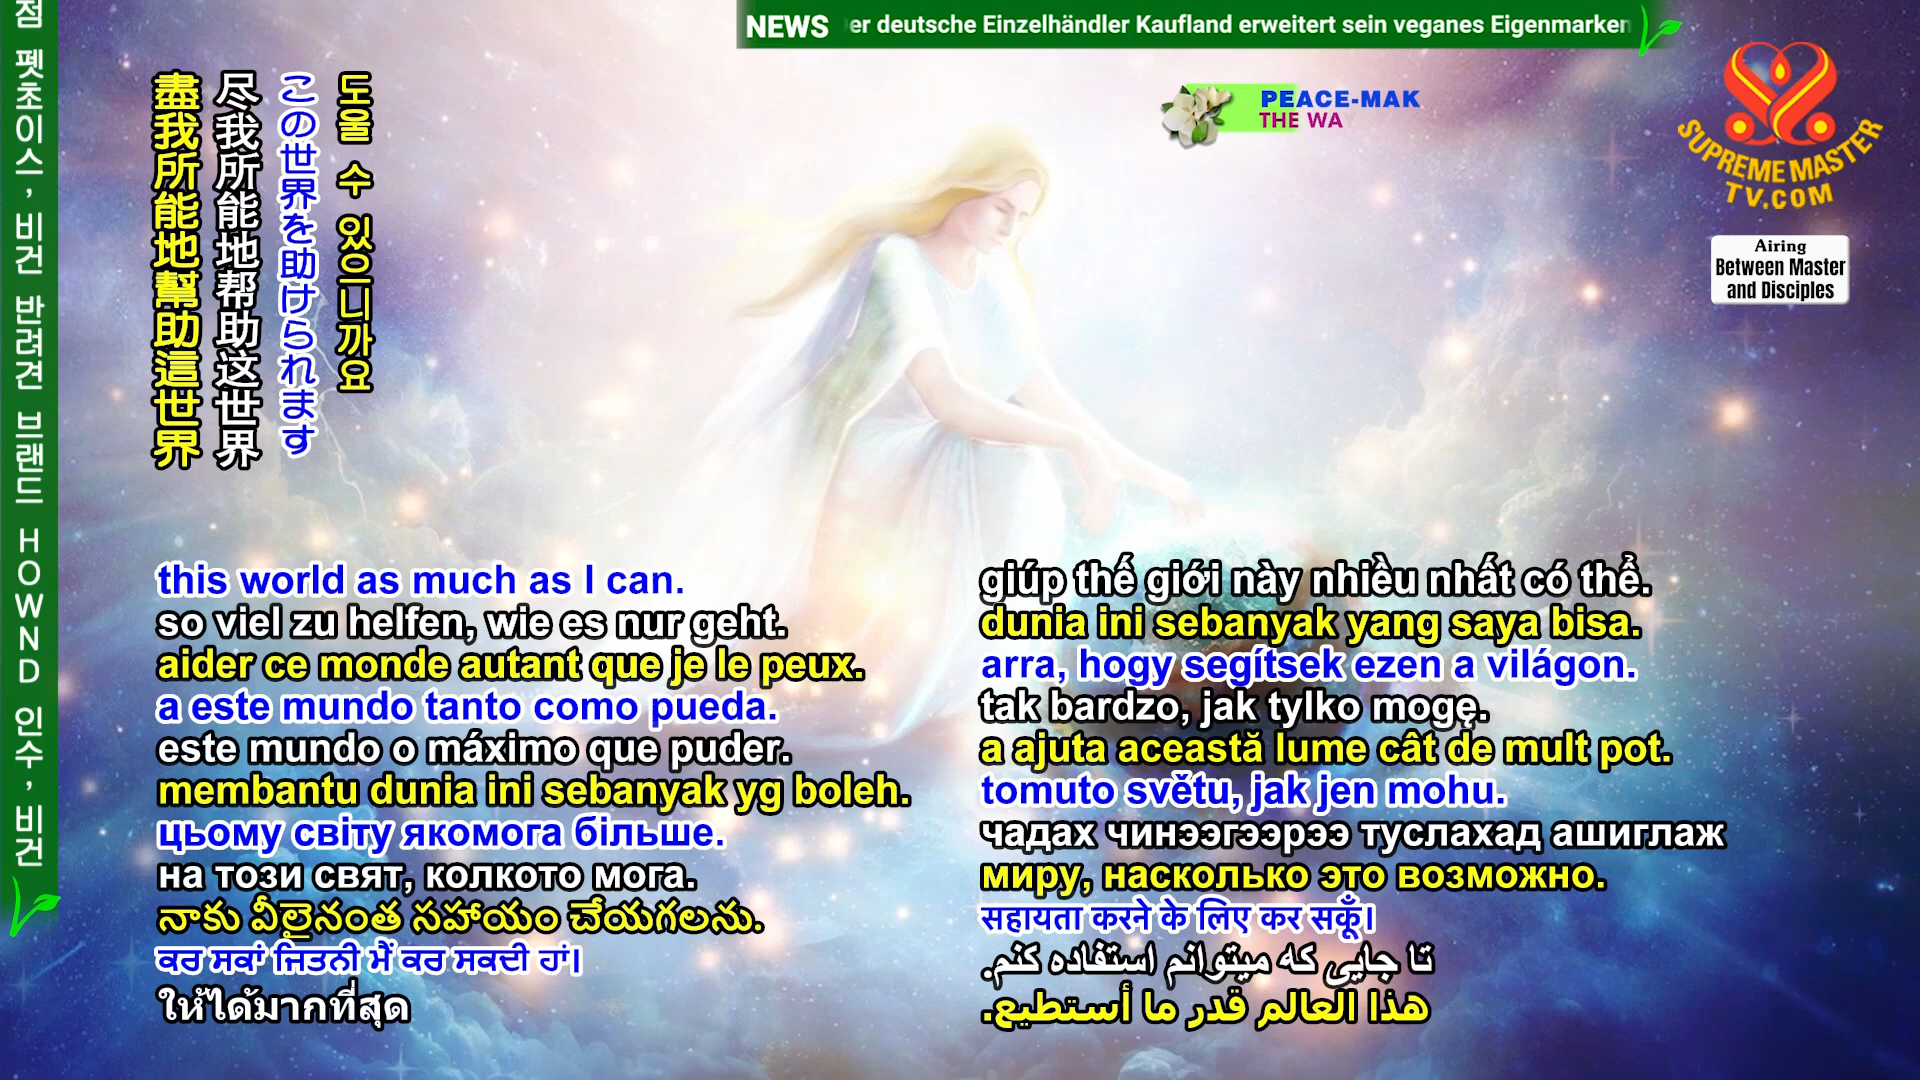 점 펫초이스, 비건 반려견 브랜드 HOWND 인수, 비건
NEWS
er deutsche Einzelhändler Kaufland erweitert sein veganes Eigenmarken
PEACE-MAK
THE WA
SUPREME MASTER
TV.COM
Airing
Between Master
and Disciples
도울 수 있으니까요
この世界を助けられます
尽我所能地帮助这世界
盡我所能地幫助這世界
this world as much as I can.
so viel zu helfen, wie es nur geht.
aider ce monde autant que je le peux.
a este mundo tanto como pueda.
este mundo o máximo que puder.
membantu dunia ini sebanyak yg boleh.
цьому світу якомога більше.
на този свят, колкото мога.
నాకు వీలైనంత సహాయం చేయగలను.
ਕਰ ਸਕਾਂ ਜਿਤਨੀ ਮੈਂ ਕਰ ਸਕਦੀ ਹਾਂ।
ให้ได้มากที่สุด
giúp thế giới này nhiều nhất có thể.
dunia ini sebanyak yang saya bisa.
arra, hogy segítsek ezen a világon.
tak bardzo, jak tylko mogę.
a ajuta această lume cât de mult pot.
tomuto světu, jak jen mohu.
чадах чинээгээрээ туслахад ашиглаж
миру, насколько это возможно.
सहायता करने के लिए कर सकूँ।
تا جایی که میتوانم استفاده کنم.
هذا العالم قدر ما أستطيع.